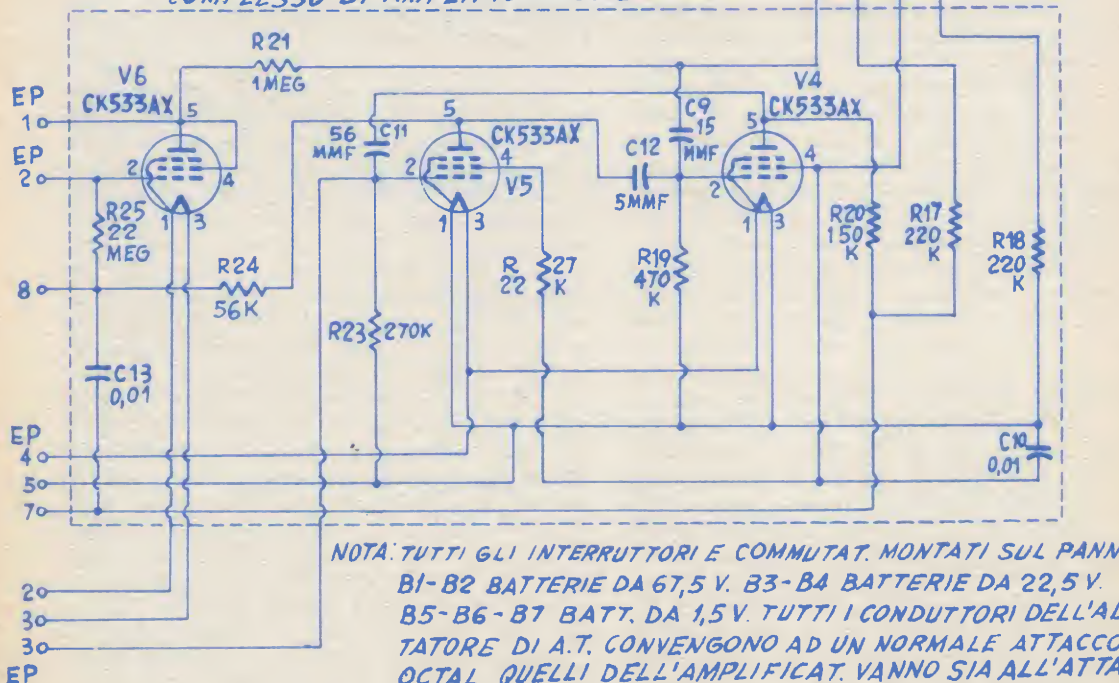 R21
1MEG
V6
CK533AX
V4
CK533AX
EP
1
5
56
MMF
C11
5
CK533AX
C9
15
MMF
5
EP
2
2
4
2
4
V5
C12
5MMF
2
4
R25
22
MEG
1
3
1
3
1
3
8
R24
56K
R
22
27
K
R19
470
K
R20
150
K
R17
220
K
R18
220
K
R23
270K
C13
0,01
EP
4
5
7
C10
0,01
NOTA: TUTTI GLI INTERRUTTORI E COMMUTAT. MONTATI SUL PANN
B1-B2 BATTERIE DA 67,5 V. B3-B4 BATTERIE DA 22,5 V.
B5-B6-B7 BATT. DA 1,5 V. TUTTI I CONDUTTORI DELL'AL
TATORE DI A.T. CONVENGONO AD UN NORMALE ATTACCO
OCTAL QUELLI DELL'AMPLIFICAT. VANNO SIA ALL'ATTA
2
3
3
EP